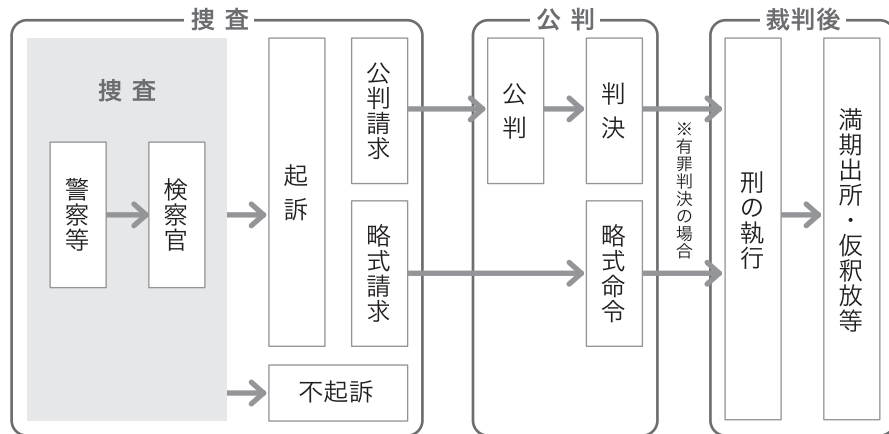 捜 査
捜 査
警察等
検察官
起訴
公判請求
略式請求
不起訴
公 判
公判
判決
略式命令
※有罪判決の場合
裁判後
刑の執行
満期出所・仮釈放等